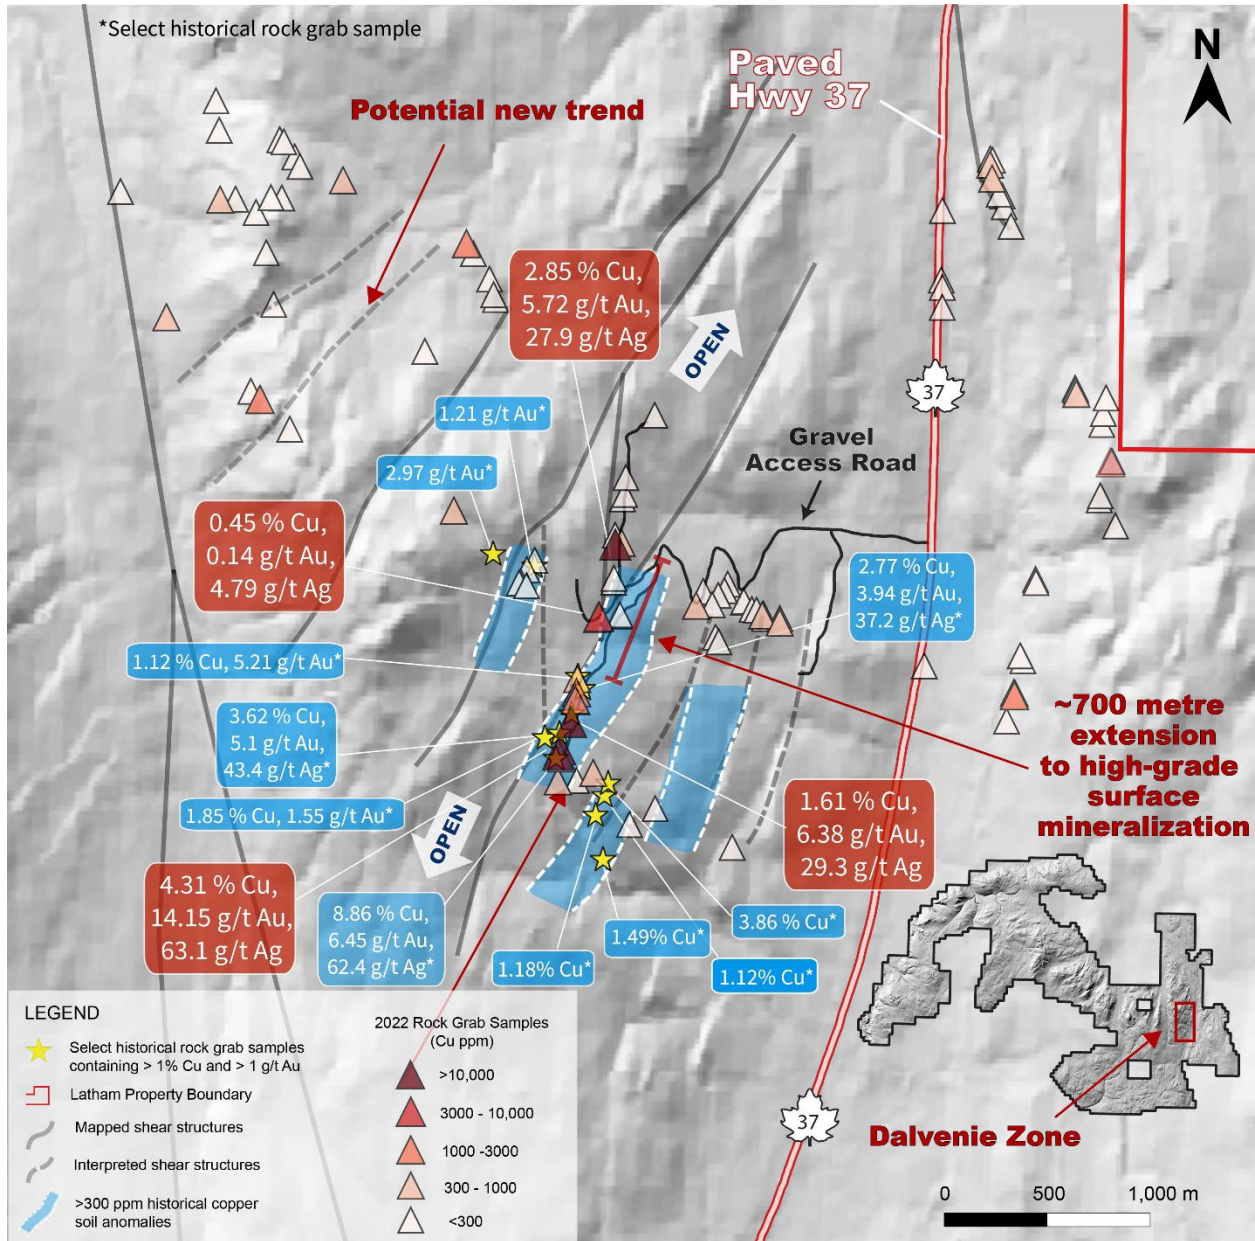 *Select historical rock grab sample
Potential new trend
Paved
Hwy 37
N
2.85 % Cu,
5.72 g/t Au,
27.9 g/t Ag
OPEN
37
1.21 g/t Au*
2.97 g/t Au*
Gravel
Access Road
0.45 % Cu,
0.14 g/t Au,
4.79 g/t Ag
2.77 % Cu,
3.94 g/t Au,
37.2 g/t Ag*
1.12 % Cu, 5.21 g/t Au*
3.62 % Cu,
5.1 g/t Au,
43.4 g/t Ag*
1.85 % Cu, 1.55 g/t Au*
~700 metre
extension
to high-grade
surface
mineralization
OPEN
1.61 % Cu,
6.38 g/t Au,
29.3 g/t Ag
4.31 % Cu,
14.15 g/t Au,
63.1 g/t Ag
8.86 % Cu,
6.45 g/t Au,
62.4 g/t Ag*
1.18% Cu*
1.49% Cu*
3.86 % Cu*
1.12% Cu*
LEGEND
Select historical rock grab samples
containing > 1% Cu and > 1 g/t Au
Latham Property Boundary
Mapped shear structures
Interpreted shear structures
>300 ppm historical copper
soil anomalies
2022 Rock Grab Samples
(Cu ppm)
>10,000
3000 - 10,000
1000 -3000
300 - 1000
<300
37
Dalvenie Zone
0 500 1,000 m